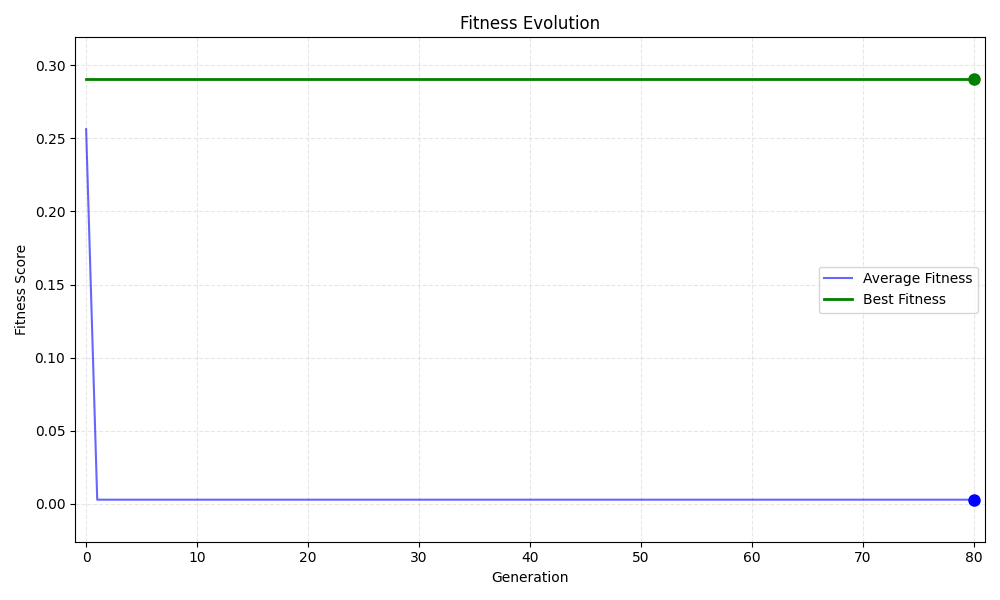 Fitness Evolution
Fitness Score
0.30
0.25
0.20
0.15
0.10
0.05
0.00
Average Fitness
Best Fitness
0 10 20 30 40 50 60 70 80
Generation